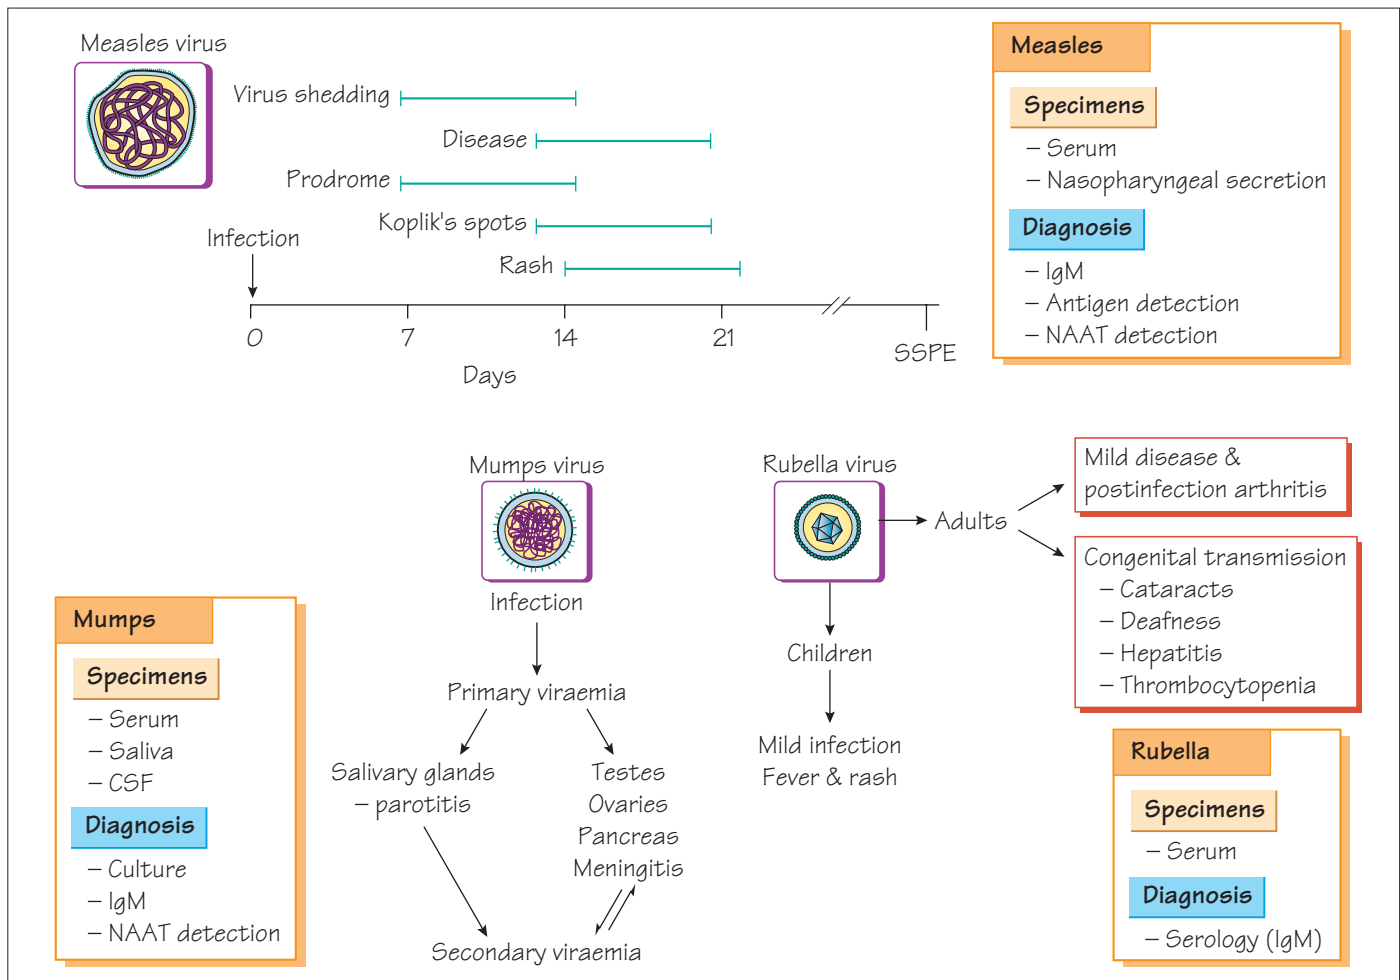 Measles virus
Virus shedding
Disease
Prodrome
Koplik's spots
Infection
Rash
0
7
14
21
SSPE
Days
Measles
Specimens
– Serum
– Nasopharyngeal secretion
Diagnosis
– IgM
– Antigen detection
– NAAT detection
Mumps virus
Infection
Primary viraemia
Salivary glands
– parotitis
Testes
Ovaries
Pancreas
Meningitis
Secondary viraemia
Rubella virus
Adults
Children
Mild infection
Fever & rash
Mild disease &
postinfection arthritis
Congenital transmission
– Cataracts
– Deafness
– Hepatitis
– Thrombocytopenia
Mumps
Specimens
– Serum
– Saliva
– CSF
Diagnosis
– Culture
– IgM
– NAAT detection
Rubella
Specimens
– Serum
Diagnosis
– Serology (IgM)